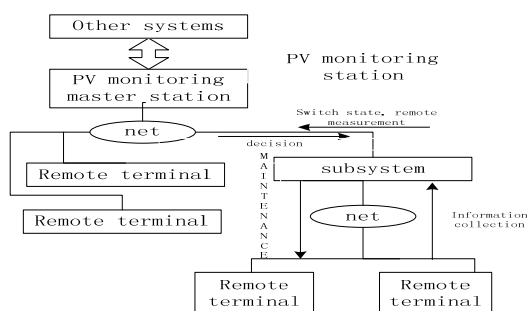 Other systems
PV monitoring
master station
PV monitoring
station
Switch state, remote
measurement
net
decision
Remote terminal
Remote terminal
MAINTENANCE
subsystem
net
Information
collection
Remote
terminal
Remote
terminal